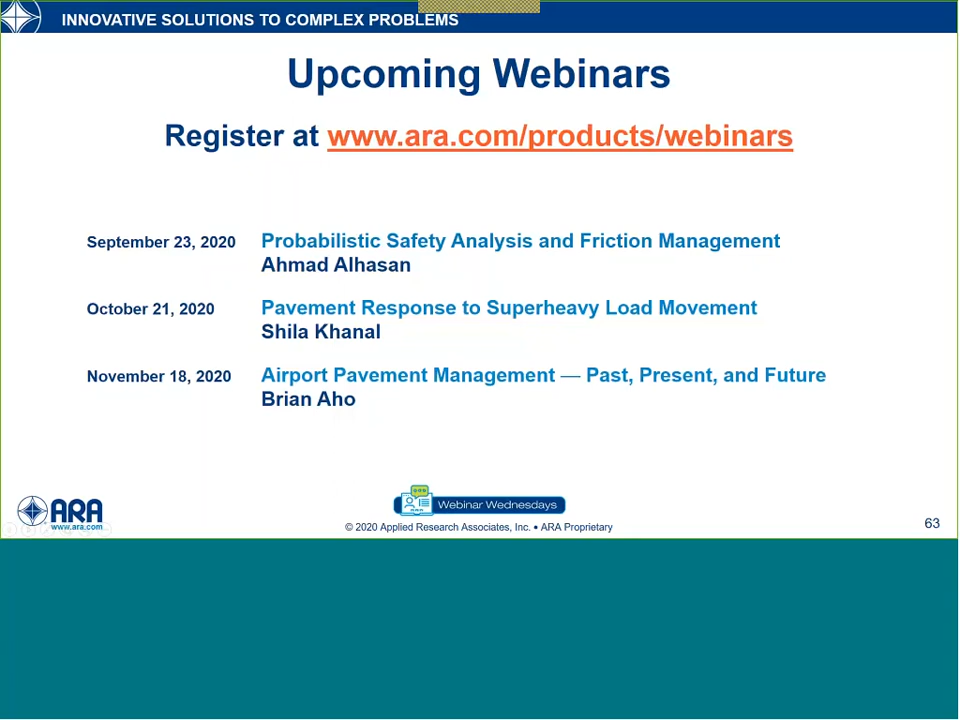 INNOVATIVE SOLUTIONS TO COMPLEX PROBLEMS
Upcoming Webinars
Register at www.ara.com/products/webinars
September 23, 2020 Probabilistic Safety Analysis and Friction Management
Ahmad Alhasan
October 21, 2020 Pavement Response to Superheavy Load Movement
Shila Khanal
November 18, 2020 Airport Pavement Management — Past, Present, and Future
Brian Aho
ARA
www.ara.com
Webinar Wednesdays
© 2020 Applied Research Associates, Inc. • ARA Proprietary
63